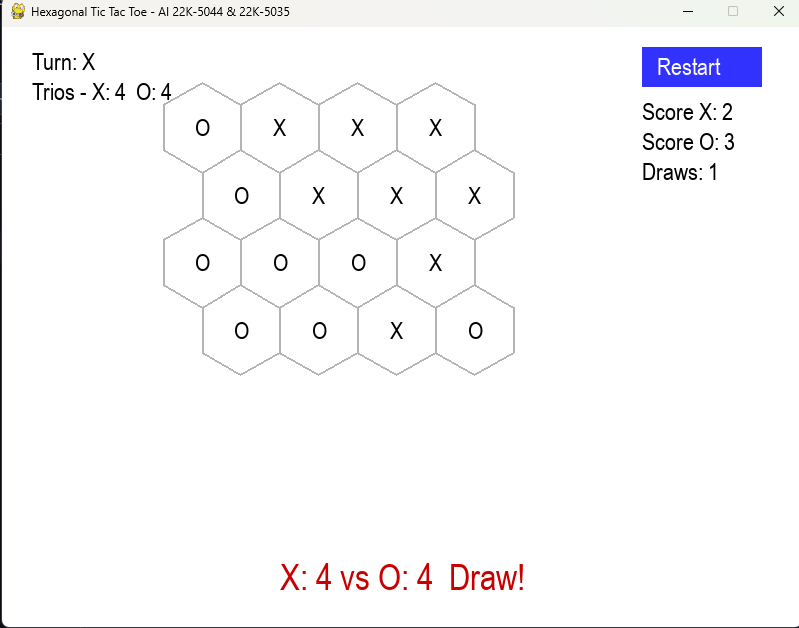 Hexagonal Tic Tac Toe - AI 22K-5044 & 22K-5035
Turn: X
Trios - X: 4 O: 4
Restart
Score X: 2
Score O: 3
Draws: 1
O X X X
O X X X
O O O X
O O X O
X: 4 vs O: 4 Draw!